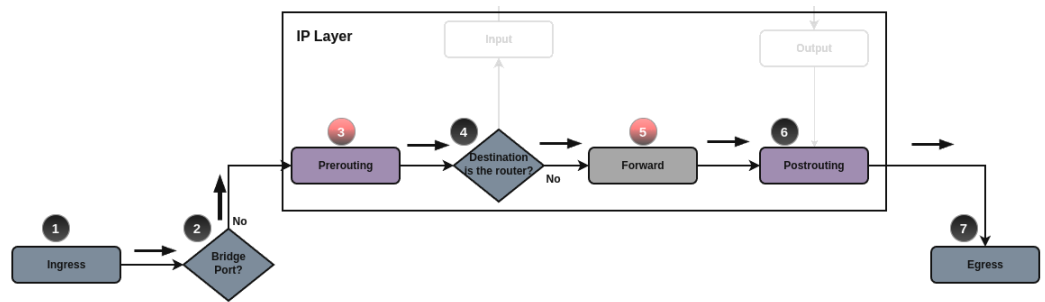 IP Layer
Input
Output
3
4
5
6
Prerouting
Destination
is the router?
No
Forward
Postrouting
1
2
No
7
Ingress
Bridge
Port?
Egress